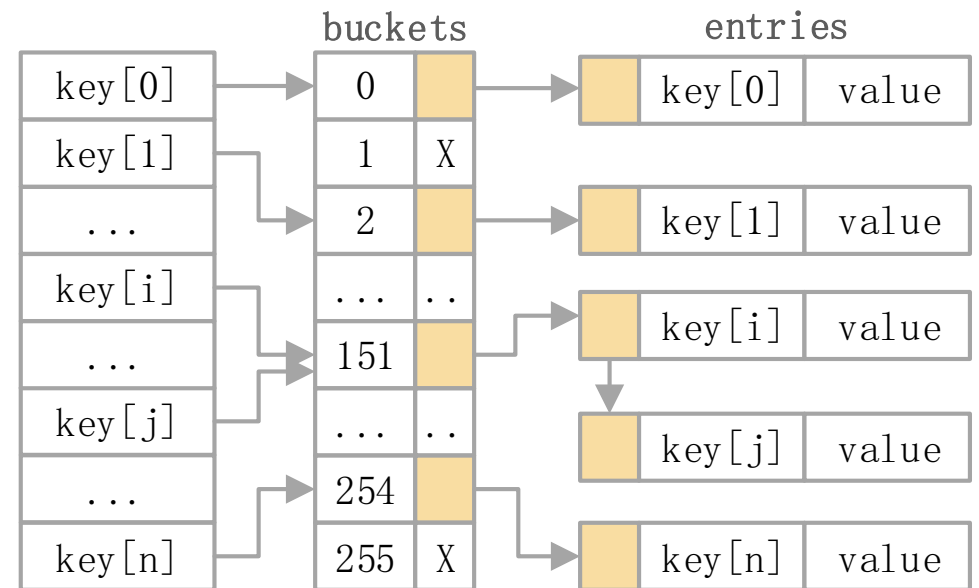 buckets entries
key[0] 0 key[0] value
key[1] 1 X
... 2 key[1] value
key[i] ... ..
... 151 key[i] value
key[j] ... ..
key[j] value
... 254
key[n] 255 X key[n] value